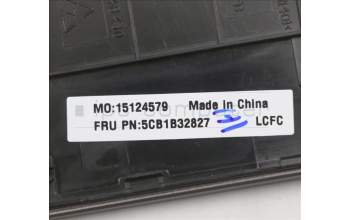 MO:15124579 Made in China
FRU PN:5CB1B32827 LCFC